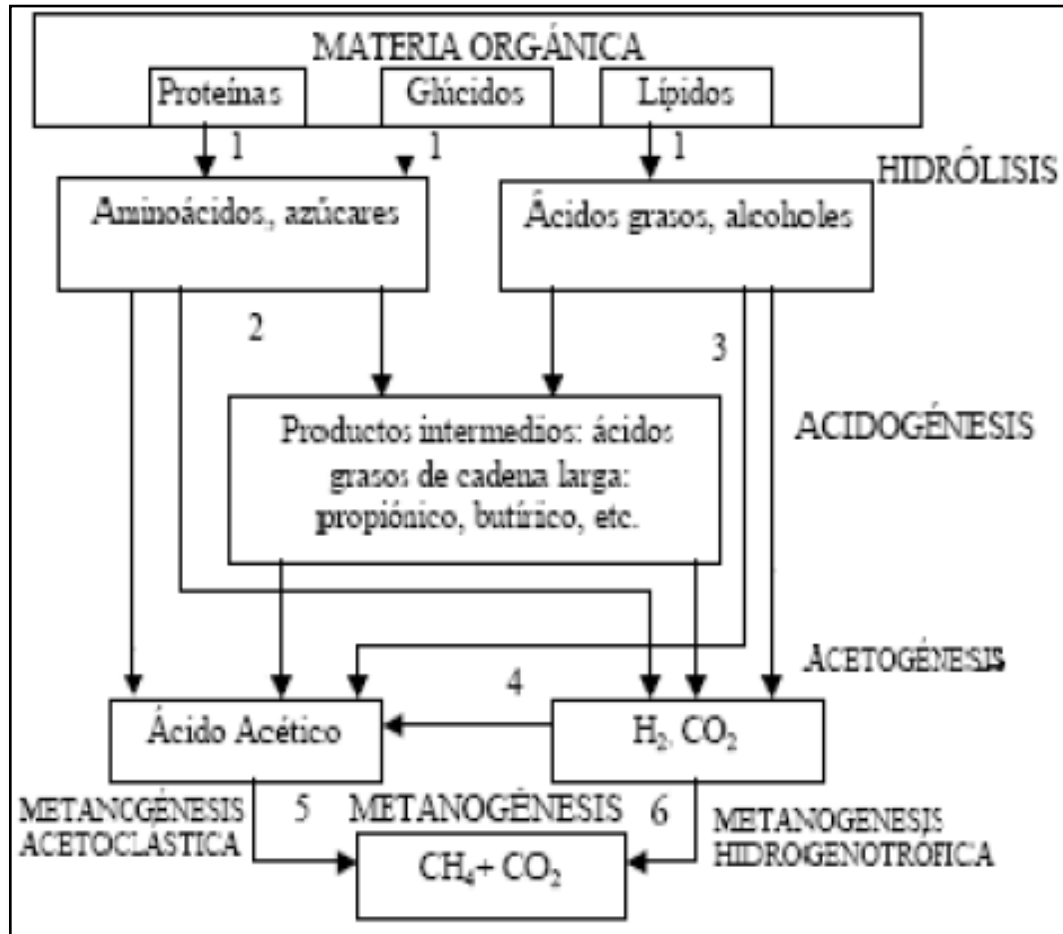 MATERIA ORGÁNICA
Proteínas
Glúcidos
Lípidos
1
1
1
HIDRÓLISIS
Aminoácidos, azúcares
Ácidos grasos, alcoholes
2
3
Productos intermedios: ácidos
grasos de cadena larga:
propiónico, butírico, etc.
ACIDOGÉNESIS
ACETOGÉNESIS
4
Ácido Acético
H₂, CO₂
METANOGÉNESIS
ACETOCLÁSTICA
5
METANOGÉNESIS
6
METANOGENESIS
HIDROGENOTRÓFICA
CH₄+ CO₂